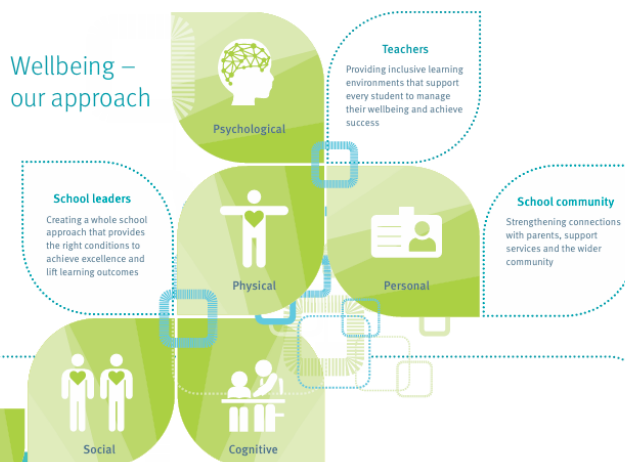 Wellbeing –
our approach
Psychological
Teachers
Providing inclusive learning
environments that support
every student to manage
their wellbeing and achieve
success
School leaders
Creating a whole school
approach that provides
the right conditions to
achieve excellence and
lift learning outcomes
Physical
Personal
School community
Strengthening connections
with parents, support
services and the wider
community
Social
Cognitive